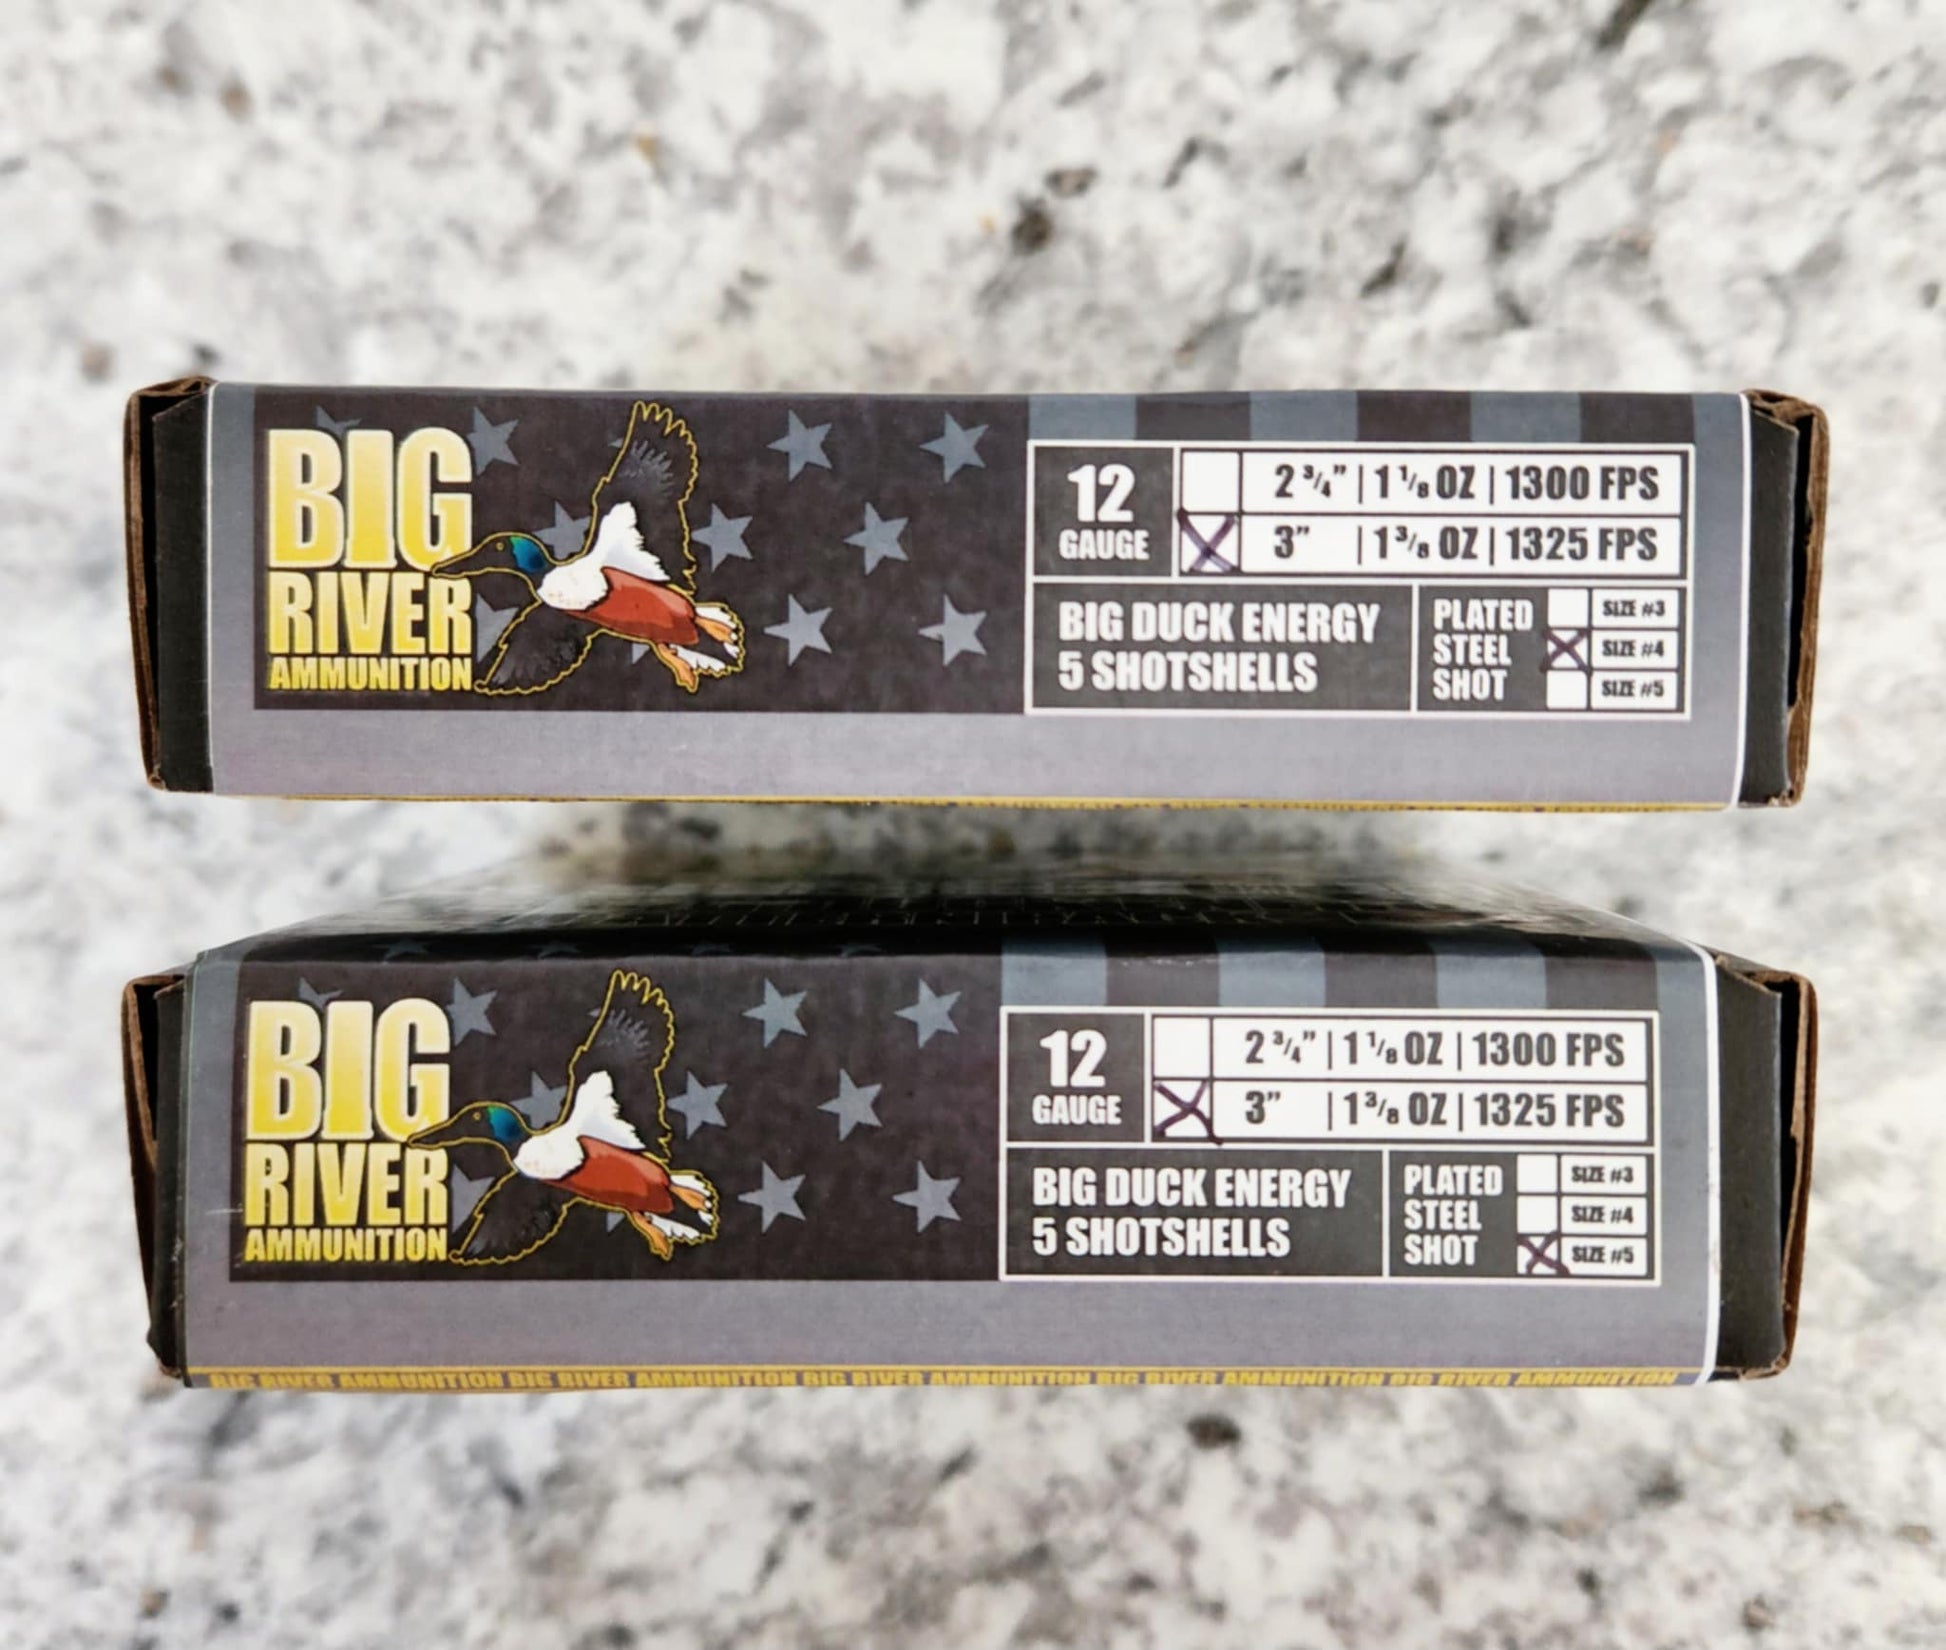 BIG
RIVER
AMMUNITION
12
GAUGE
2 ¾" | 1 ⅛ OZ | 1300 FPS
3" | 1 ⅜ OZ | 1325 FPS
BIG DUCK ENERGY
5 SHOTSHELLS
PLATED
STEEL
SHOT
SIZE #3
SIZE #4
SIZE #5
BIG
RIVER
AMMUNITION
12
GAUGE
2 ¾" | 1 ⅛ OZ | 1300 FPS
3" | 1 ⅜ OZ | 1325 FPS
BIG DUCK ENERGY
5 SHOTSHELLS
PLATED
STEEL
SHOT
SIZE #3
SIZE #4
SIZE #5
BIG RIVER AMMUNITION BIG RIVER AMMUNITION BIG RIVER AMMUNITION BIG RIVER AMMUNITION BIG RIVER AMMUNITION